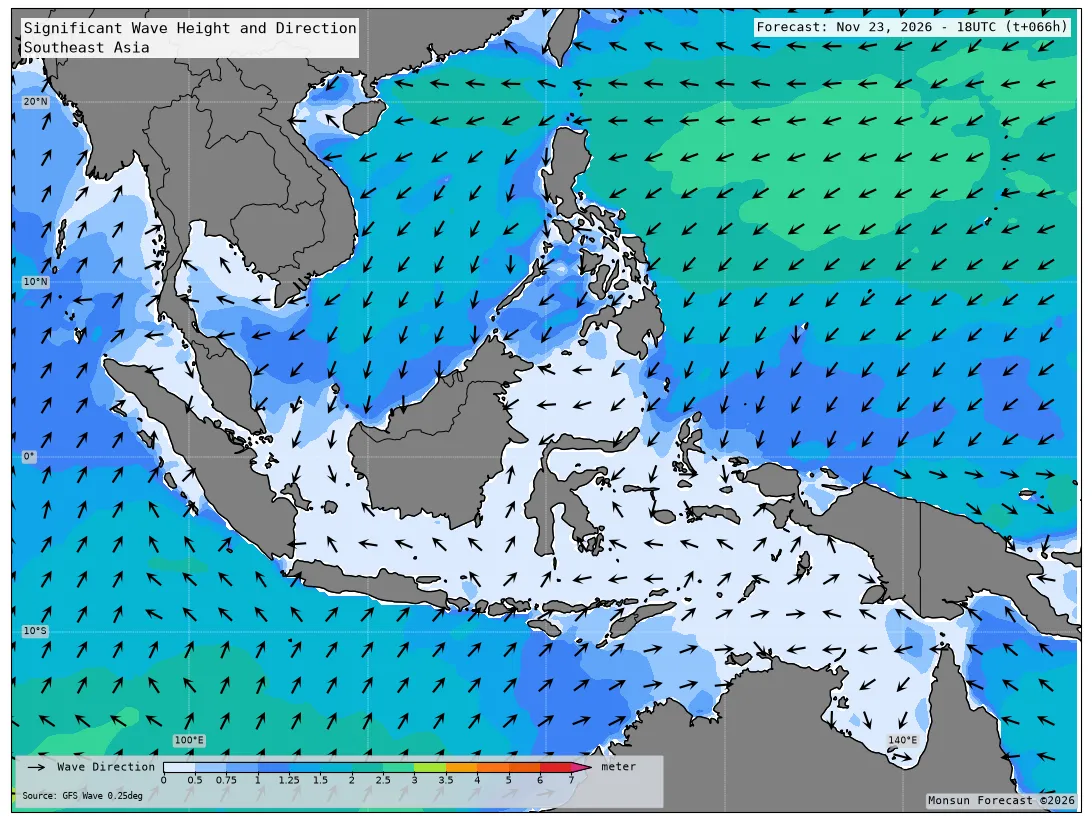 Significant Wave Height and Direction
Southeast Asia
Forecast: Nov 23, 2026 - 18UTC (t+066h)
20°N
10°N
0°
10°S
100°E
140°E
Wave Direction
0 0.5 0.75 1 1.25 1.5 2 2.5 3 3.5 4 5 6 7
meter
Source: GFS Wave 0.25deg
Monsun Forecast ©2026